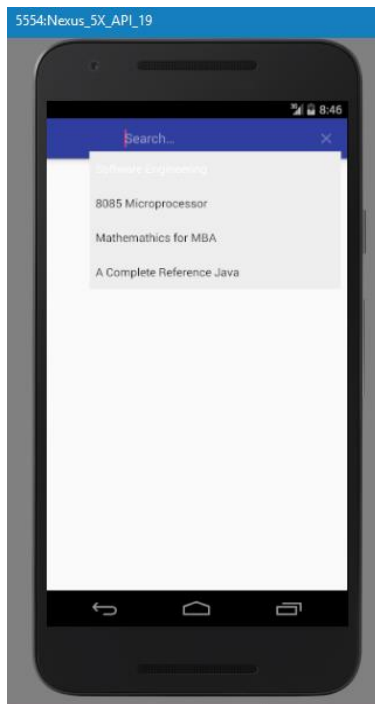 5554:Nexus_5X_API_19
8:46
Search...
Software Engineering
8085 Microprocessor
Mathemathics for MBA
A Complete Reference Java